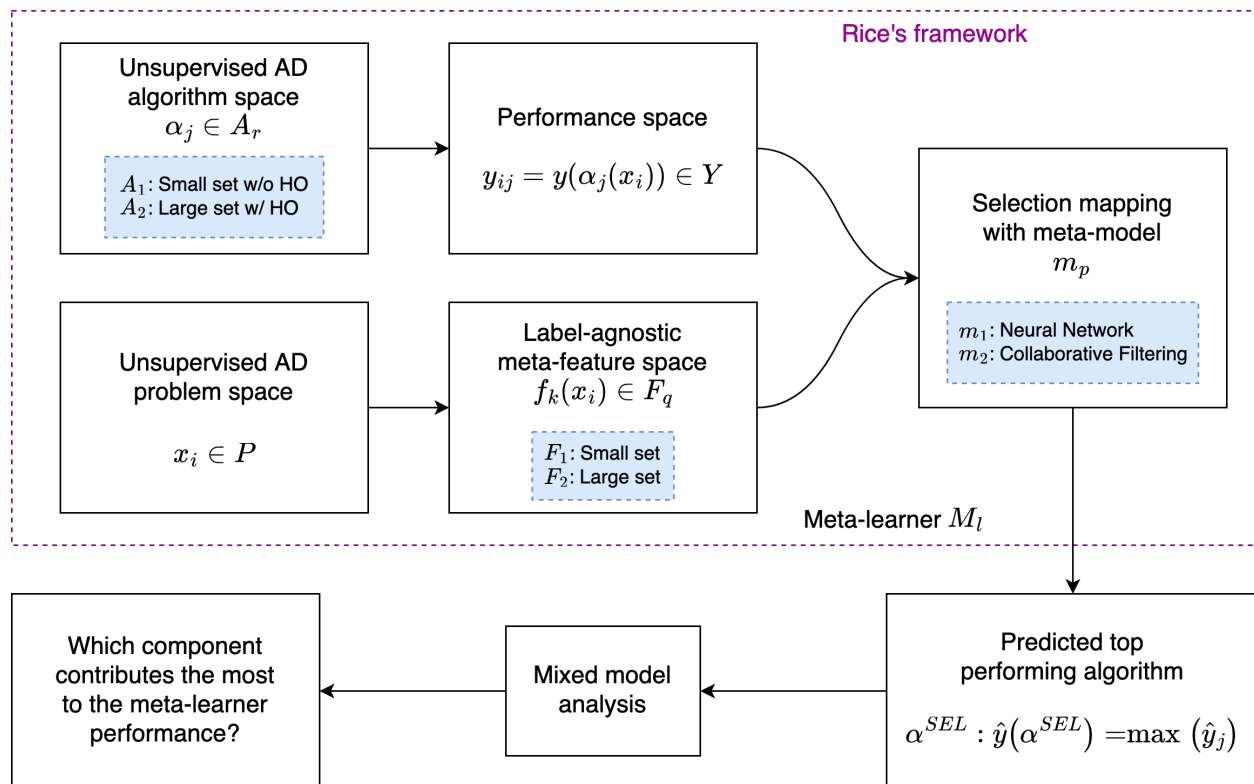 Rice's framework
Unsupervised AD
algorithm space
αⱼ ∈ Aᵣ
A₁: Small set w/o HO
A₂: Large set w/ HO
Performance space
yᵢⱼ = y(αⱼ(xᵢ)) ∈ Y
Selection mapping
with meta-model
mₚ
m₁: Neural Network
m₂: Collaborative Filtering
Unsupervised AD
problem space
xᵢ ∈ P
Label-agnostic
meta-feature space
fₖ(xᵢ) ∈ F_q
F₁: Small set
F₂: Large set
Meta-learner Mₗ
Which component
contributes the most
to the meta-learner
performance?
Mixed model
analysis
Predicted top
performing algorithm
α^{SEL} : ŷ(α^{SEL}) =max (ŷⱼ)